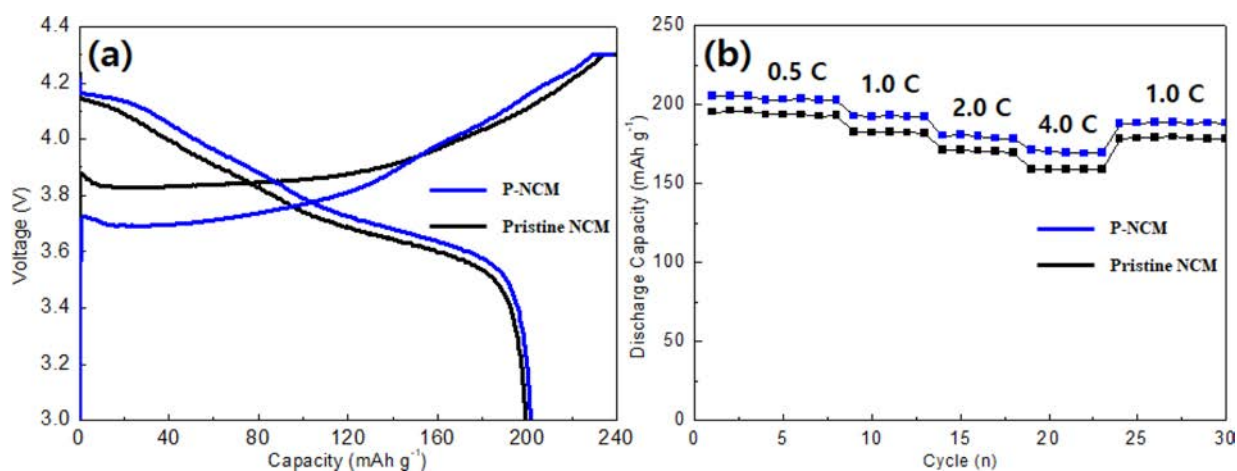 (a)
4.4
4.2
4.0
3.8
3.6
3.4
3.2
3.0
Voltage (V)
P-NCM
Pristine NCM
0 40 80 120 160 200 240
Capacity (mAh g⁻¹)
(b)
250
200
150
100
50
0
Discharge Capacity (mAh g⁻¹)
0.5 C
1.0 C
2.0 C
4.0 C
1.0 C
P-NCM
Pristine NCM
0 5 10 15 20 25 30
Cycle (n)